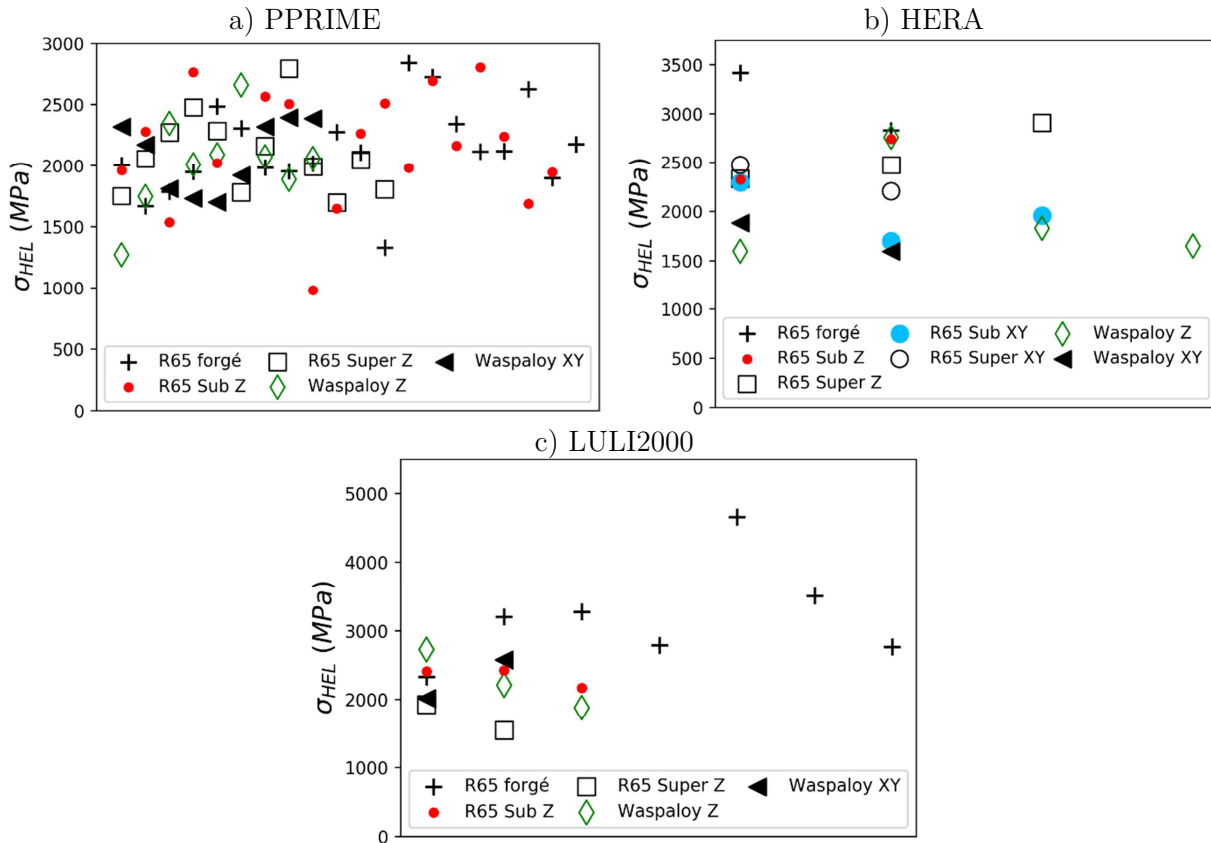 a) PPRIME
3000
2500
2000
1500
1000
500
0
σHEL (MPa)
R65 forgé
R65 Sub Z
R65 Super Z
Waspaloy Z
Waspaloy XY
b) HERA
3500
3000
2500
2000
1500
1000
500
0
σHEL (MPa)
R65 forgé
R65 Sub Z
R65 Super Z
R65 Sub XY
R65 Super XY
Waspaloy Z
Waspaloy XY
c) LULI2000
5000
4000
3000
2000
1000
0
σHEL (MPa)
R65 forgé
R65 Sub Z
R65 Super Z
Waspaloy Z
Waspaloy XY